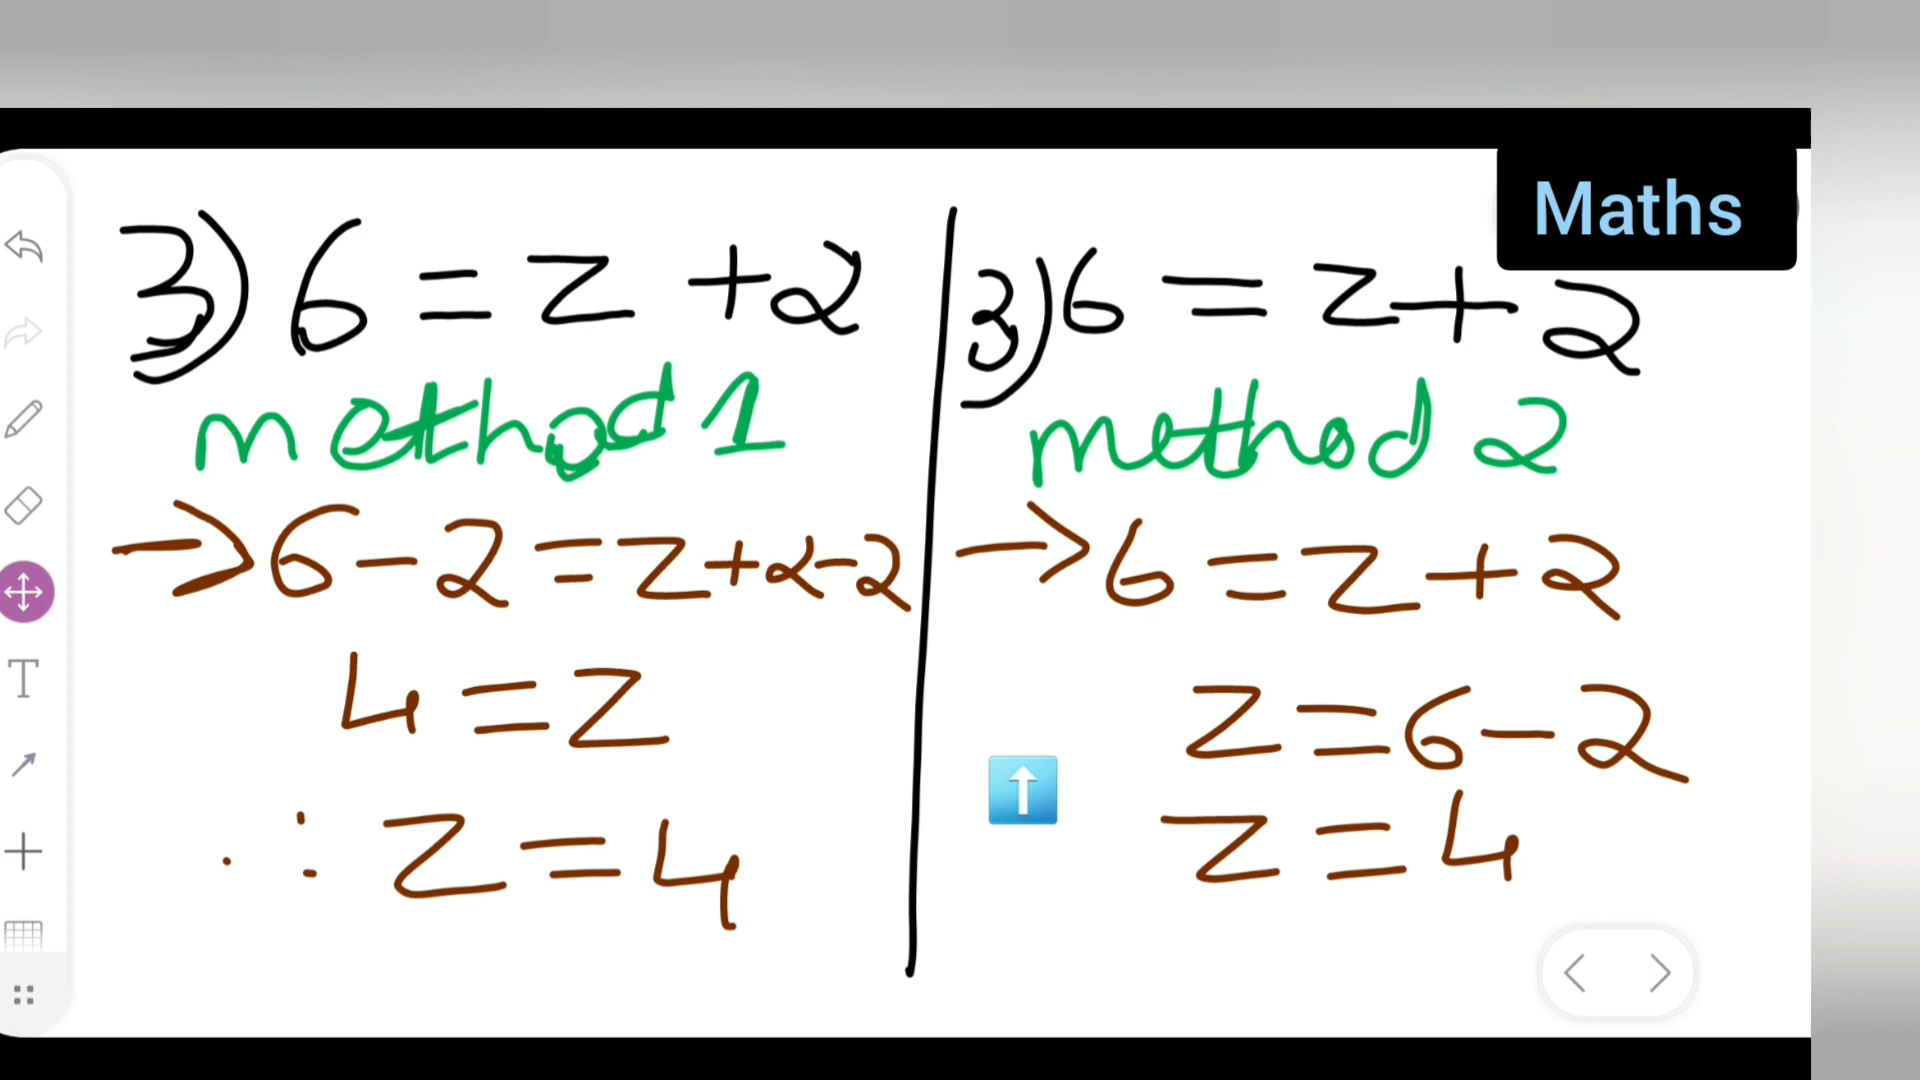 Maths
3) 6 = z + 2
method 1
→ 6 - 2 = z + 2 - 2
4 = z
∴ z = 4
3) 6 = z + 2
method 2
→ 6 = z + 2
z = 6 - 2
z = 4
T